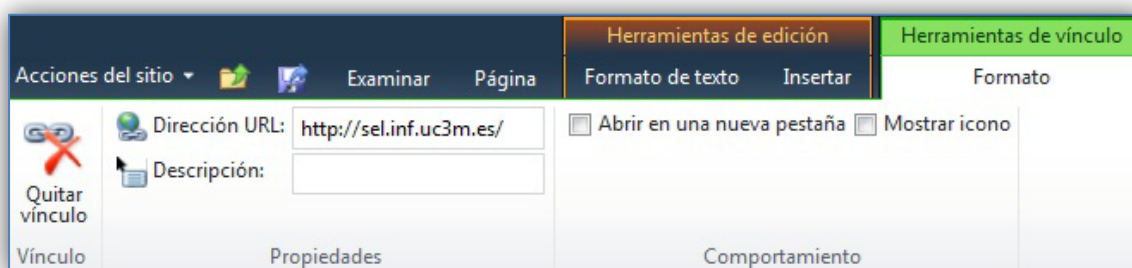 Herramientas de edición Herramientas de vínculo
Acciones del sitio Examinar Página Formato de texto Insertar Formato
Dirección URL: http://sel.inf.uc3m.es/ Abrir en una nueva pestaña Mostrar icono
Descripción:
Quitar
vínculo
Vínculo Propiedades Comportamiento